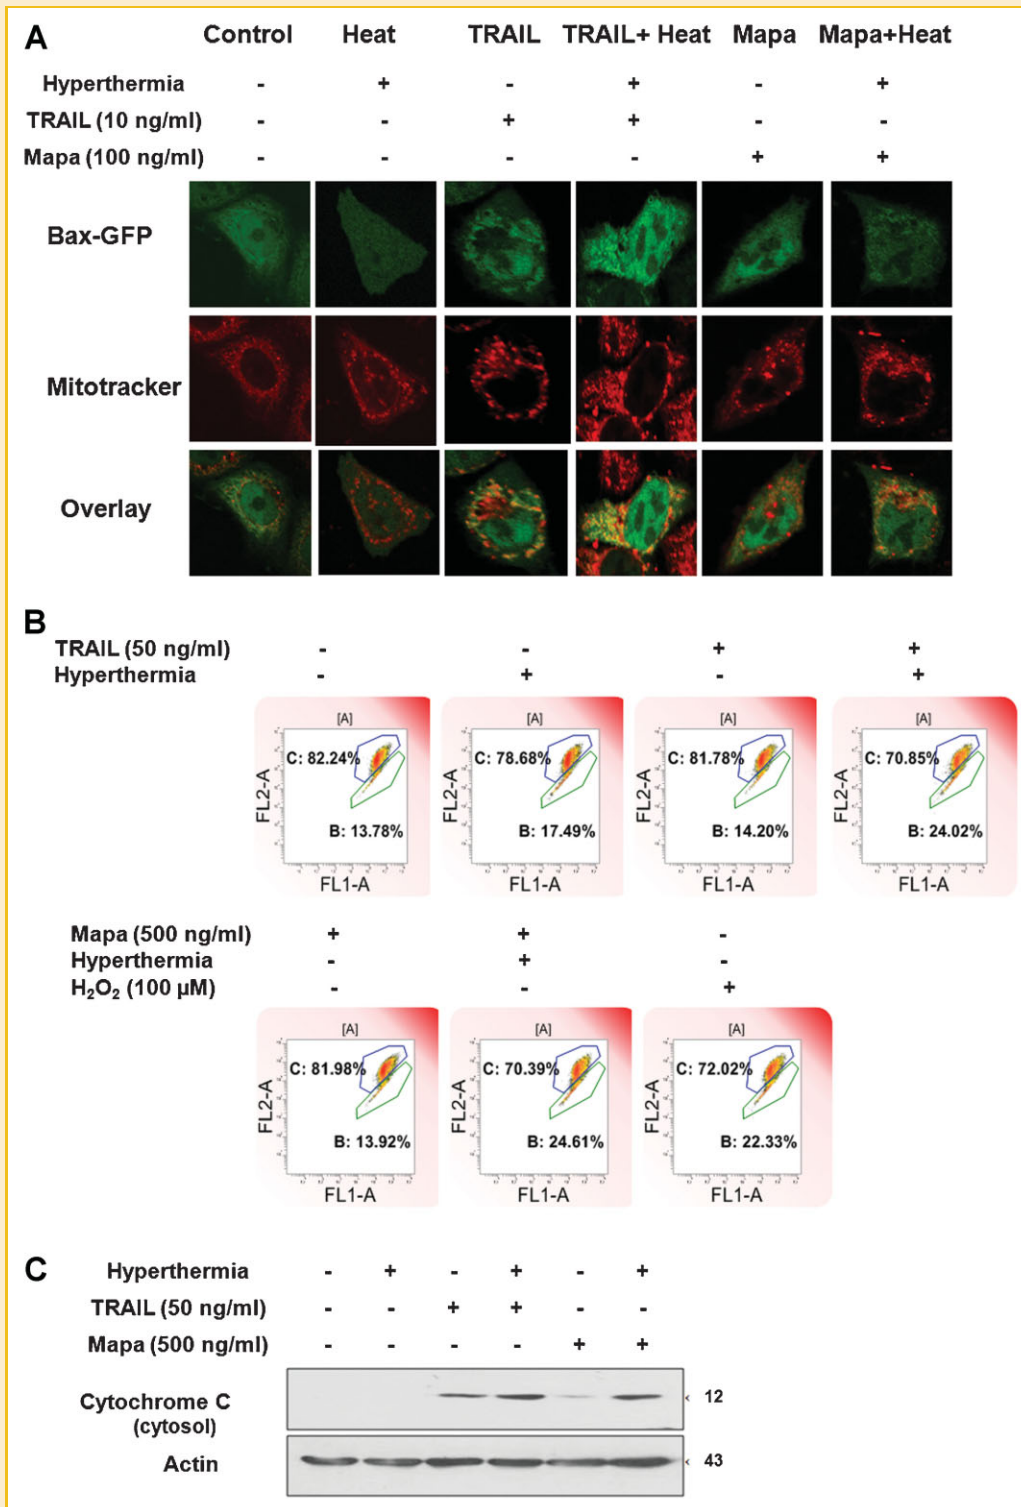 A
Control Heat TRAIL TRAIL+ Heat Mapa Mapa+Heat
Hyperthermia - + - + - +
TRAIL (10 ng/ml) - - + + - -
Mapa (100 ng/ml) - - - - + +
Bax-GFP
Mitotracker
Overlay
B
TRAIL (50 ng/ml) - - + +
Hyperthermia - + - +
[A] [A] [A] [A]
C: 82.24% C: 78.68% C: 81.78% C: 70.85%
B: 13.78% B: 17.49% B: 14.20% B: 24.02%
FL2-A FL2-A FL2-A FL2-A
FL1-A FL1-A FL1-A FL1-A
Mapa (500 ng/ml) + + -
Hyperthermia - + -
H₂O₂ (100 µM) - - +
[A] [A] [A]
C: 81.98% C: 70.39% C: 72.02%
B: 13.92% B: 24.61% B: 22.33%
FL2-A FL2-A FL2-A
FL1-A FL1-A FL1-A
C
Hyperthermia - + - + - +
TRAIL (50 ng/ml) - - + + - -
Mapa (500 ng/ml) - - - - + +
Cytochrome C
(cytosol)
12
Actin
43